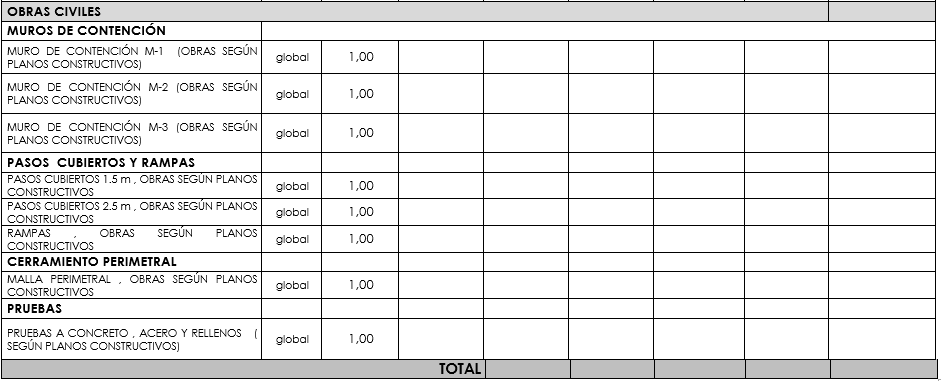 OBRAS CIVILES
MUROS DE CONTENCIÓN
MURO DE CONTENCIÓN M-1 (OBRAS SEGÚN
PLANOS CONSTRUCTIVOS)
global
1,00
MURO DE CONTENCIÓN M-2 (OBRAS SEGÚN
PLANOS CONSTRUCTIVOS)
global
1,00
MURO DE CONTENCIÓN M-3 (OBRAS SEGÚN
PLANOS CONSTRUCTIVOS)
global
1,00
PASOS CUBIERTOS Y RAMPAS
PASOS CUBIERTOS 1.5 m , OBRAS SEGÚN PLANOS
CONSTRUCTIVOS
global
1,00
PASOS CUBIERTOS 2.5 m , OBRAS SEGÚN PLANOS
CONSTRUCTIVOS
global
1,00
RAMPAS , OBRAS SEGÚN PLANOS
CONSTRUCTIVOS
global
1,00
CERRAMIENTO PERIMETRAL
MALLA PERIMETRAL , OBRAS SEGÚN PLANOS
CONSTRUCTIVOS
global
1,00
PRUEBAS
PRUEBAS A CONCRETO , ACERO Y RELLENOS (
SEGÚN PLANOS CONSTRUCTIVOS)
global
1,00
TOTAL